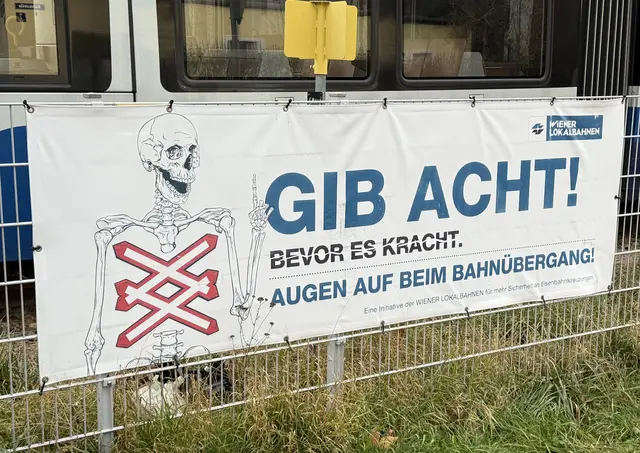 WIENER
LOKALBAHNEN
GIB ACHT!
BEVOR ES KRACHT.
AUGEN AUF BEIM BAHNÜBERGANG!
Eine Initiative der WIENER LOKALBAHNEN für mehr Sicherheit an Eisenbahnkreuzungen